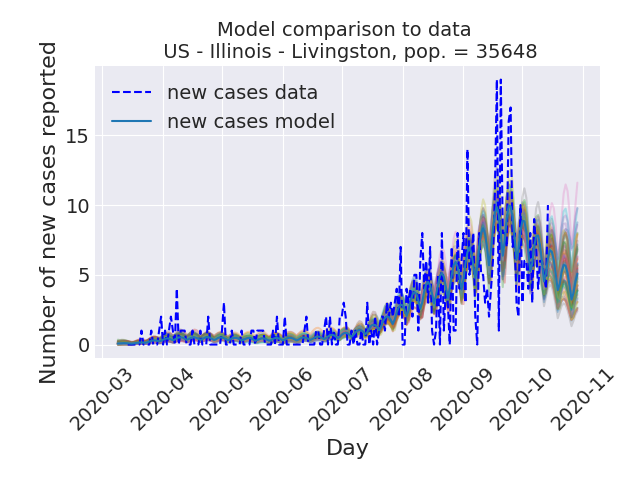 Model comparison to data
US - Illinois - Livingston, pop. = 35648
new cases data
new cases model
Number of new cases reported
15
10
5
0
2020-03
2020-04
2020-05
2020-06
2020-07
2020-08
2020-09
2020-10
2020-11
Day